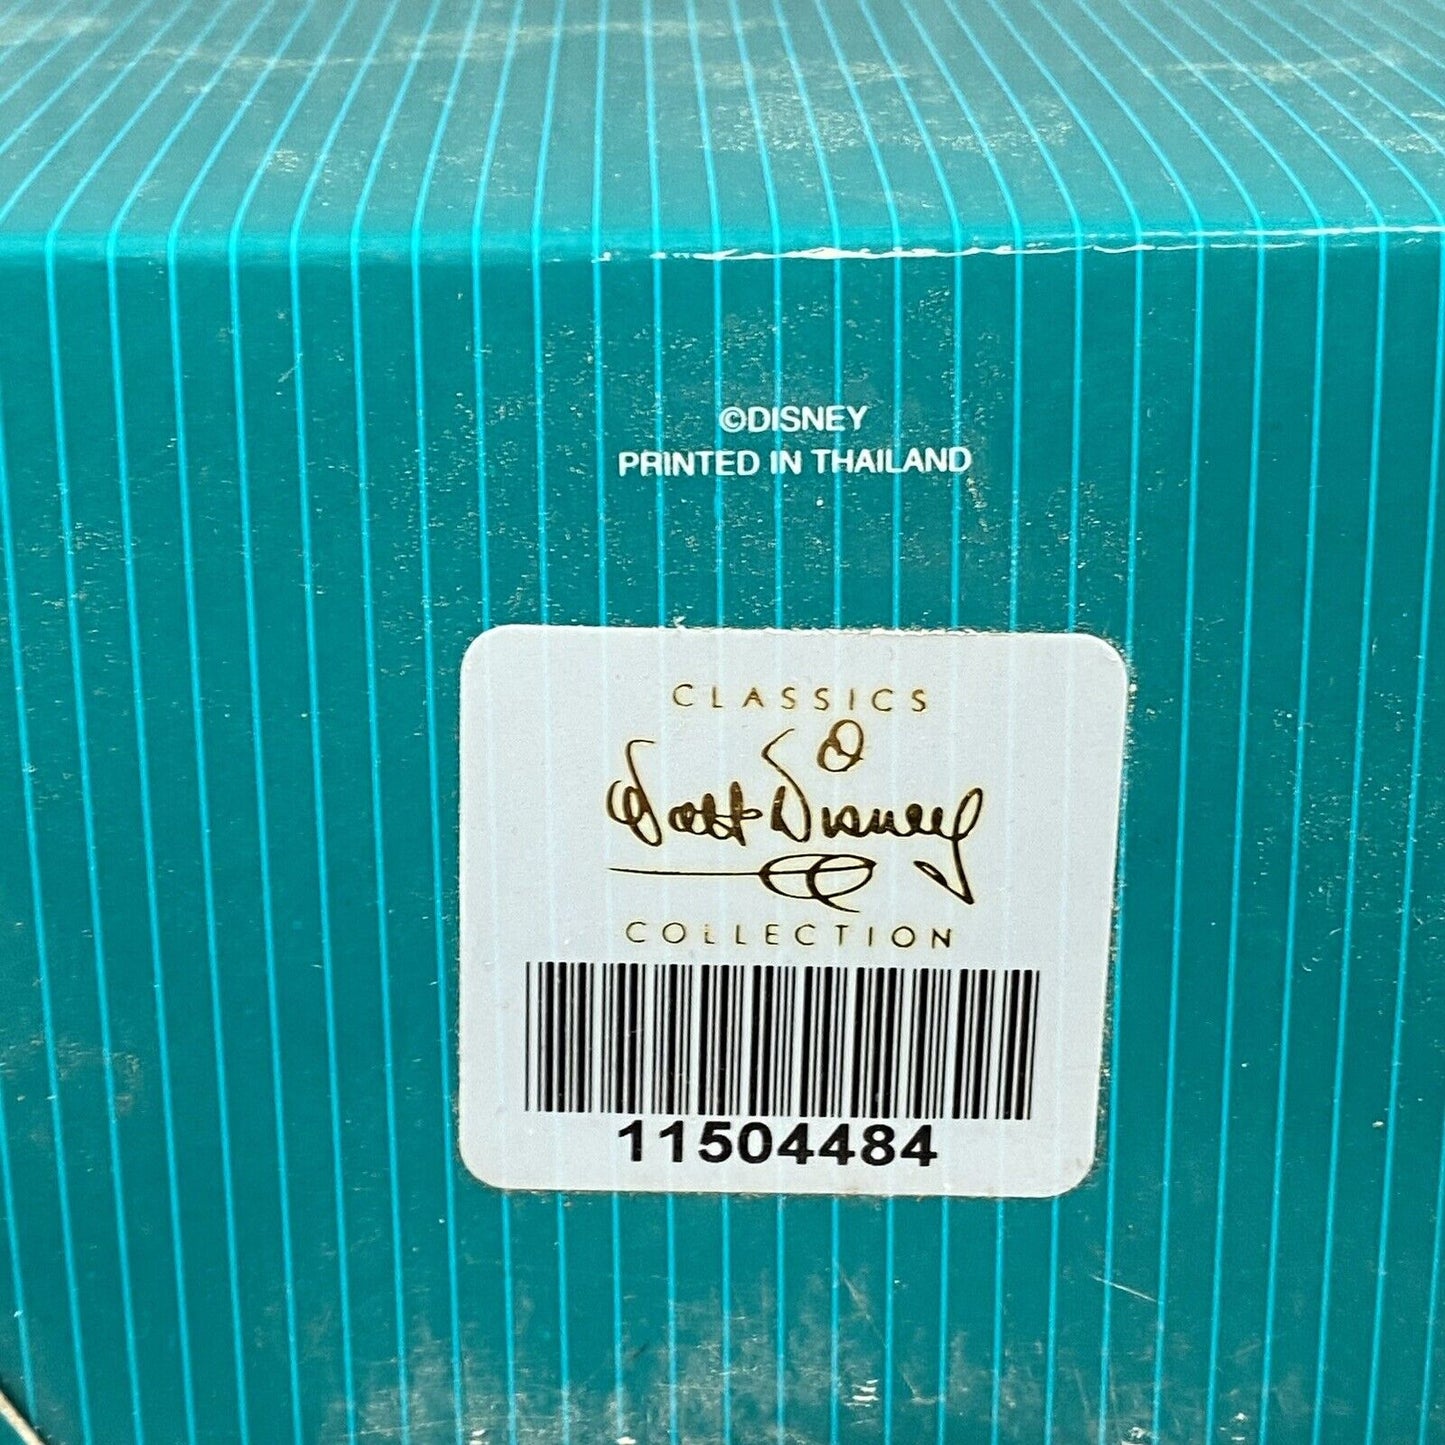 ©DISNEY
PRINTED IN THAILAND
CLASSICS
Walt Disney
COLLECTION
11504484